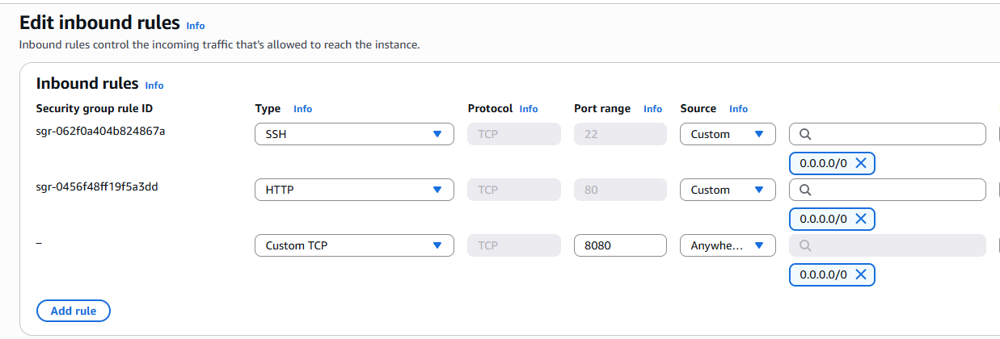 Edit inbound rules Info
Inbound rules control the incoming traffic that's allowed to reach the instance.
Inbound rules Info
Security group rule ID Type Info Protocol Info Port range Info Source Info
sgr-062f0a404b824867a SSH TCP 22 Custom
0.0.0.0/0
sgr-0456f48ff19f5a3dd HTTP TCP 80 Custom
0.0.0.0/0
– Custom TCP TCP 8080 Anywhe...
0.0.0.0/0
Add rule